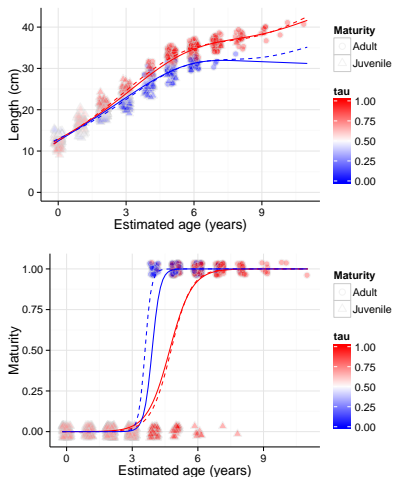 40
30
20
10
0
Length (cm)
0
3
6
9
Estimated age (years)
Maturity
Adult
Juvenile
tau
1.00
0.75
0.50
0.25
0.00
1.00
0.75
0.50
0.25
0.00
Maturity
0
3
6
9
Estimated age (years)
Maturity
Adult
Juvenile
tau
1.00
0.75
0.50
0.25
0.00